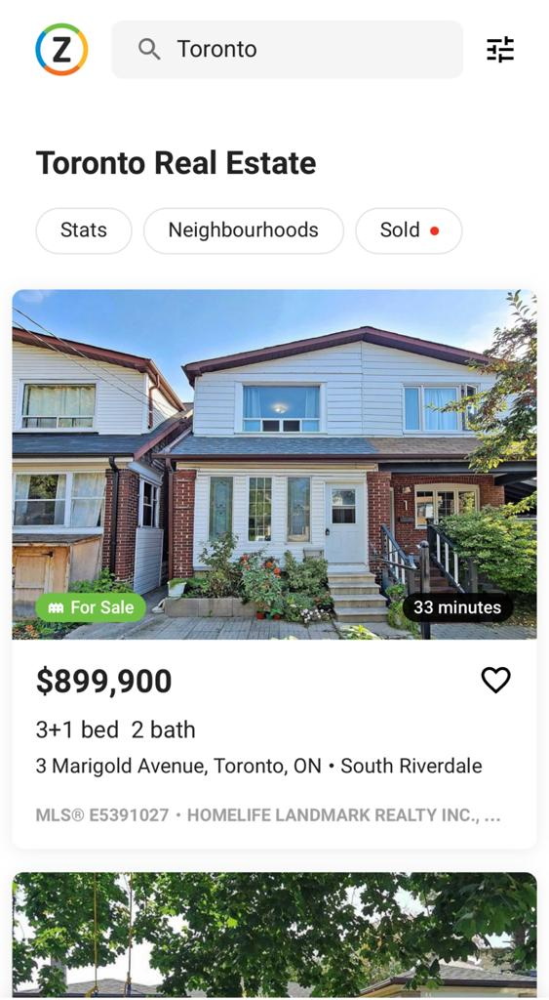 Z
Toronto
Toronto Real Estate
Stats
Neighbourhoods
Sold
For Sale
33 minutes
$899,900
3+1 bed 2 bath
3 Marigold Avenue, Toronto, ON • South Riverdale
MLS® E5391027 • HOMELIFE LANDMARK REALTY INC., ...